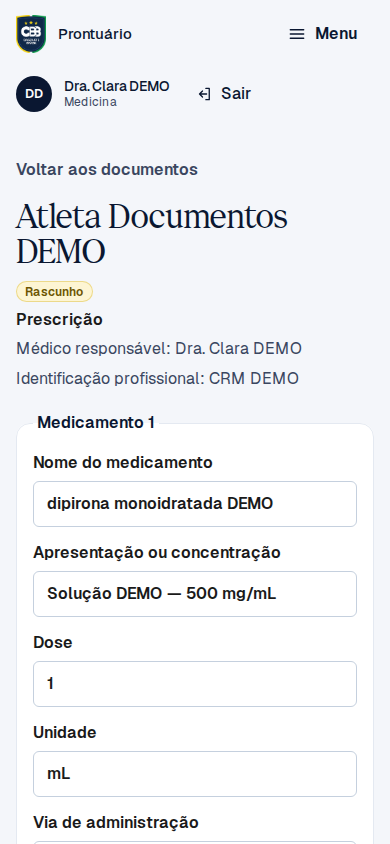 CBB
Prontuário
Menu
DD
Dra. Clara DEMO
Medicina
Sair
Voltar aos documentos
Atleta Documentos
DEMO
Rascunho
Prescrição
Médico responsável: Dra. Clara DEMO
Identificação profissional: CRM DEMO
Medicamento 1
Nome do medicamento
dipirona monoidratada DEMO
Apresentação ou concentração
Solução DEMO — 500 mg/mL
Dose
1
Unidade
mL
Via de administração